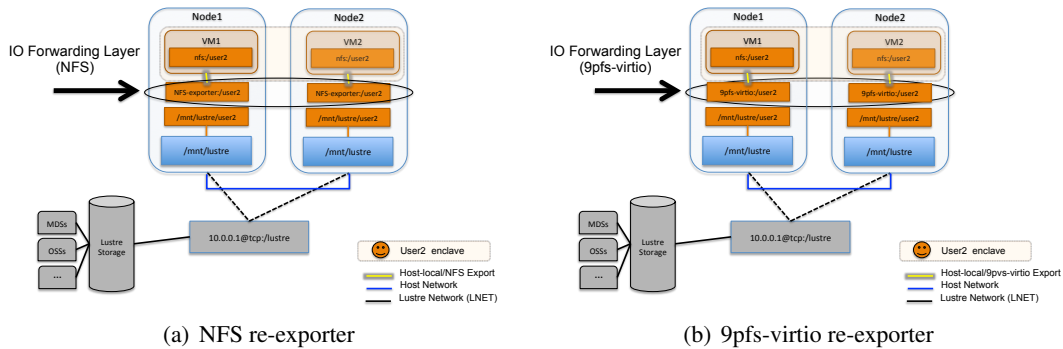 Node1
Node2
VM1
VM2
nfs:/user2
nfs:/user2
IO Forwarding Layer
(NFS)
NFS-exporter:/user2
NFS-exporter:/user2
/mnt/lustre/user2
/mnt/lustre/user2
/mnt/lustre
/mnt/lustre
MDSs
OSSs
...
Lustre
Storage
10.0.0.1@tcp:/lustre
User2 enclave
Host-local/NFS Export
Host Network
Lustre Network (LNET)
(a) NFS re-exporter
Node1
Node2
VM1
VM2
nfs:/user2
nfs:/user2
IO Forwarding Layer
(9pfs-virtio)
9pfs-virtio:/user2
9pfs-virtio:/user2
/mnt/lustre/user2
/mnt/lustre/user2
/mnt/lustre
/mnt/lustre
MDSs
OSSs
...
Lustre
Storage
10.0.0.1@tcp:/lustre
User2 enclave
Host-local/9pvs-virtio Export
Host Network
Lustre Network (LNET)
(b) 9pfs-virtio re-exporter